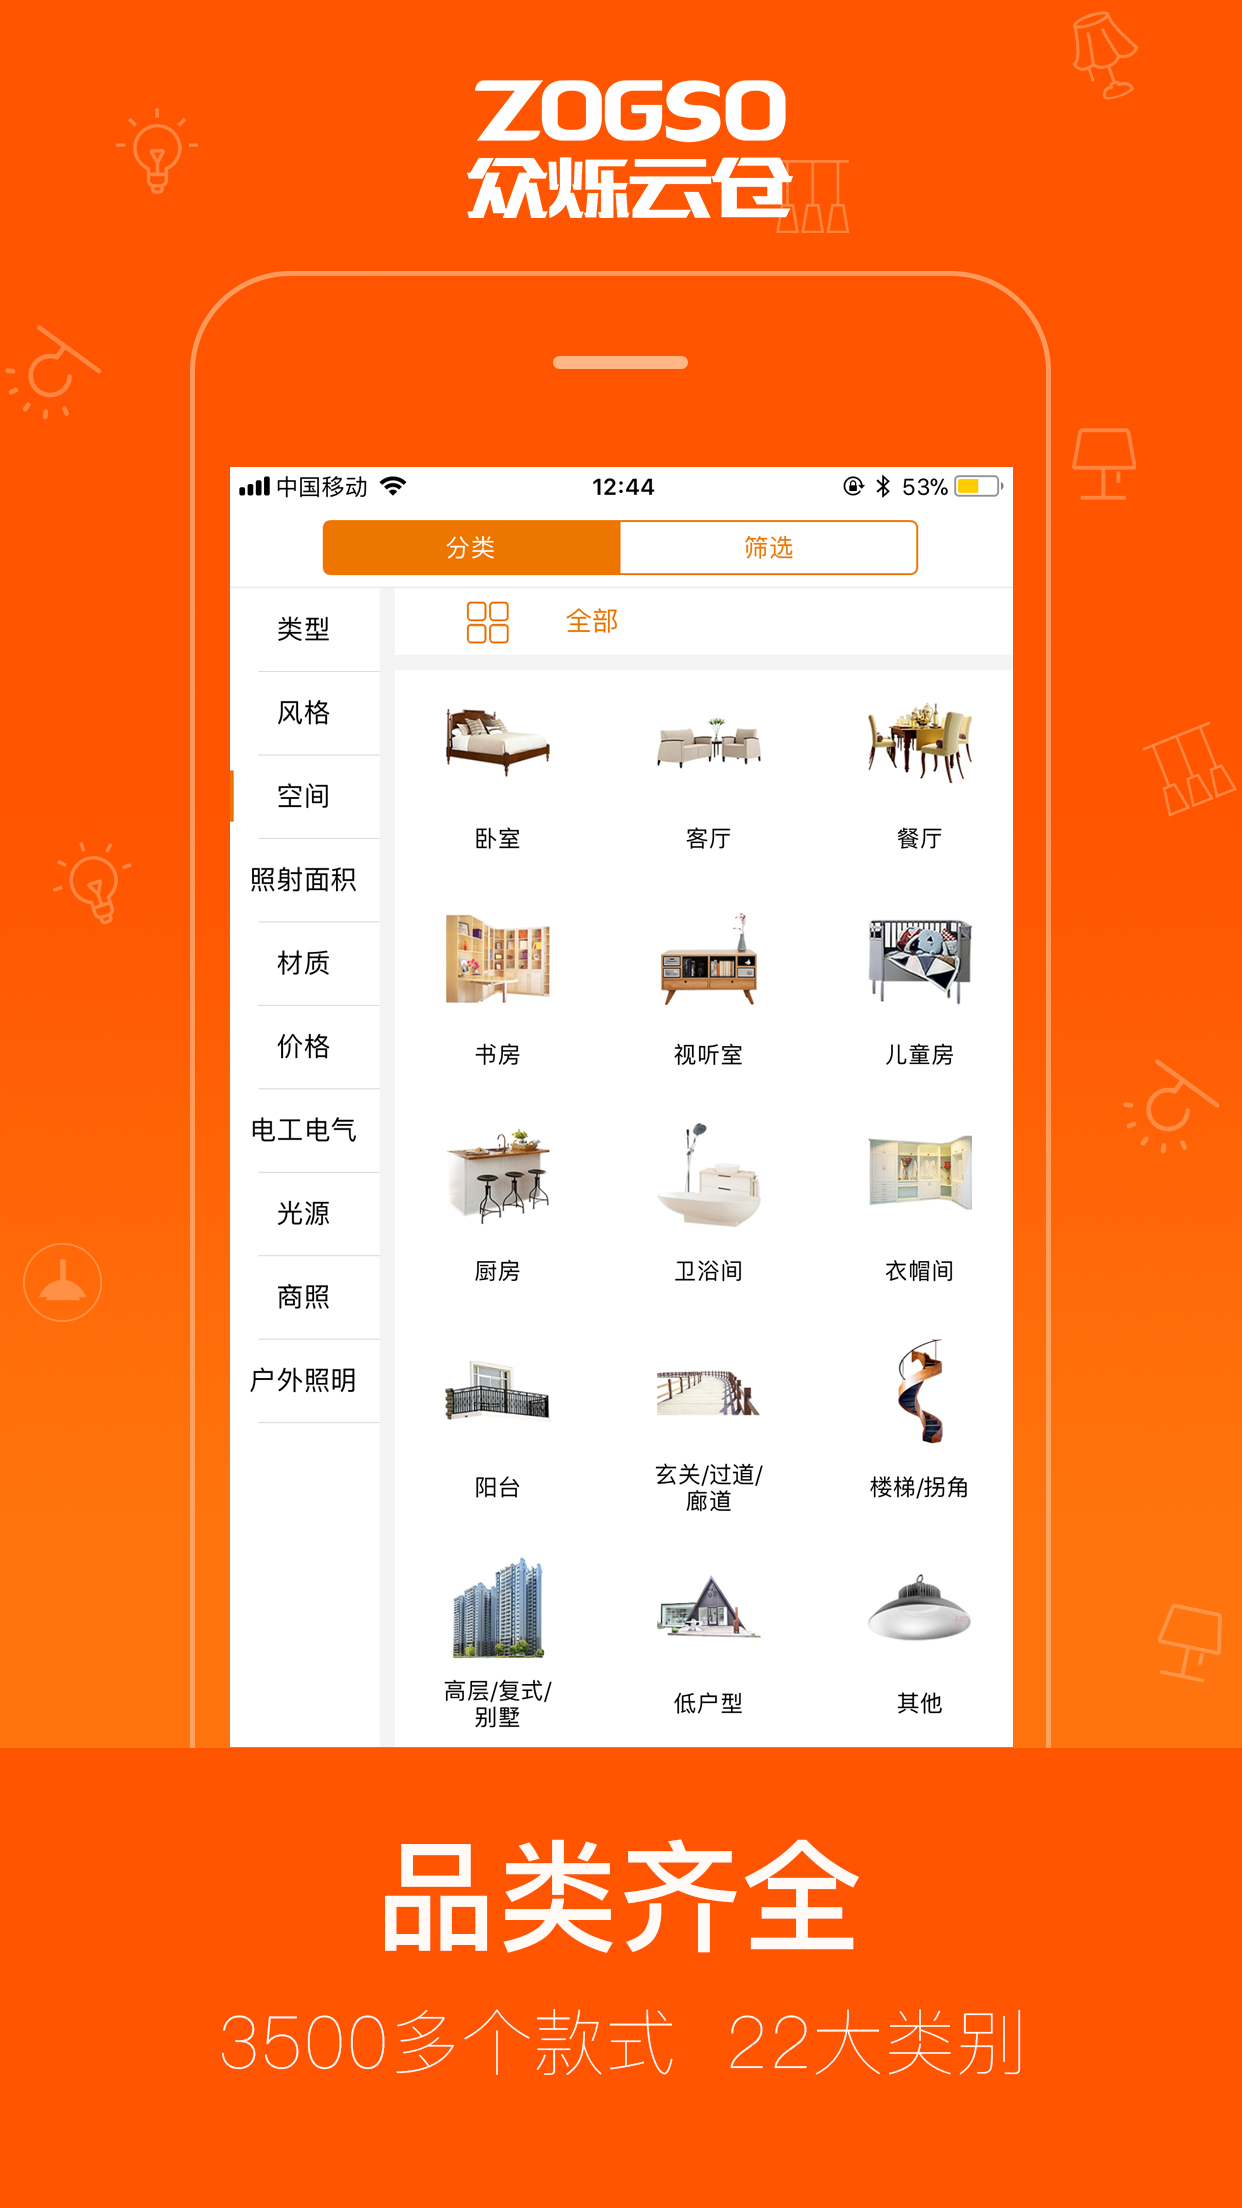 ZOGSO
众烁云仓
中国移动
12:44
53%
分类
筛选
类型
风格
空间
照射面积
材质
价格
电工电气
光源
商照
户外照明
全部
卧室
客厅
餐厅
书房
视听室
儿童房
厨房
卫浴间
衣帽间
阳台
玄关/过道/
廊道
楼梯/拐角
高层/复式/
别墅
低户型
其他
品类齐全
3500多个款式 22大类别